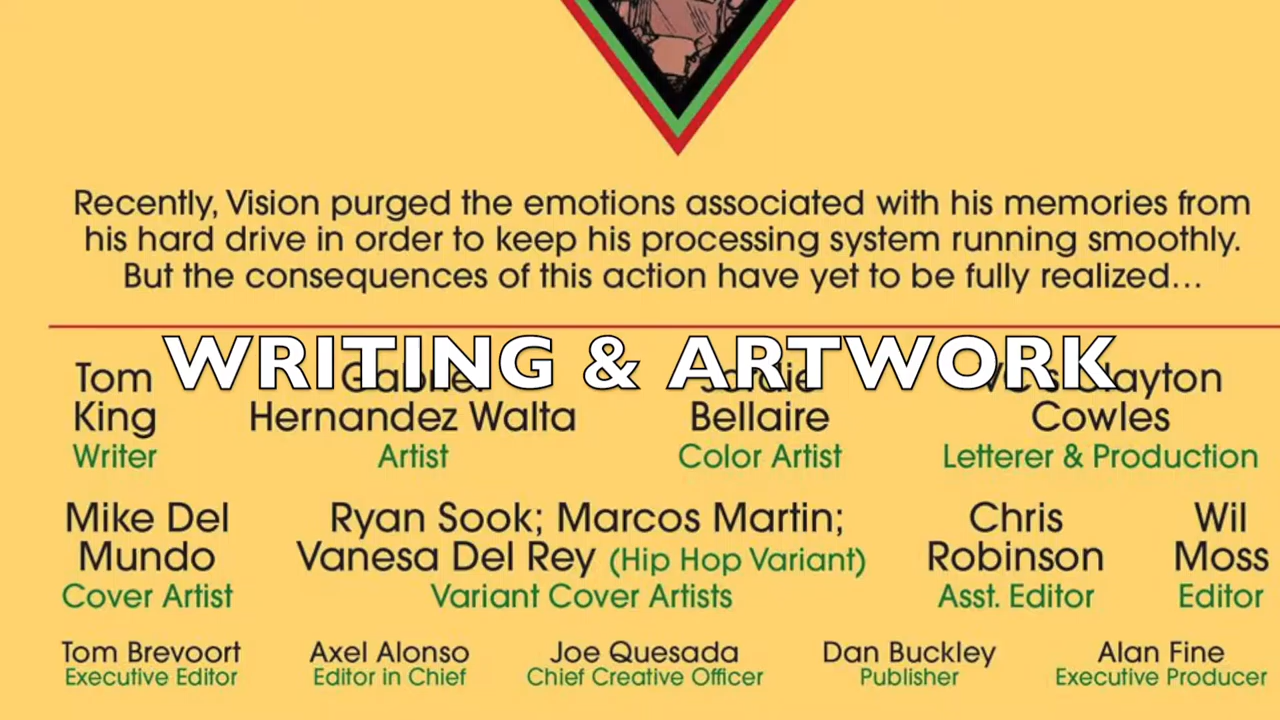 Recently, Vision purged the emotions associated with his memories from
his hard drive in order to keep his processing system running smoothly.
But the consequences of this action have yet to be fully realized...
WRITING & ARTWORK
Tom Gabriel Jordie VC's Clayton
King Hernandez Walta Bellaire Cowles
Writer Artist Color Artist Letterer & Production
Mike Del Ryan Sook; Marcos Martin; Chris Wil
Mundo Vanesa Del Rey (Hip Hop Variant) Robinson Moss
Cover Artist Variant Cover Artists Asst. Editor Editor
Tom Brevoort Axel Alonso Joe Quesada Dan Buckley Alan Fine
Executive Editor Editor in Chief Chief Creative Officer Publisher Executive Producer